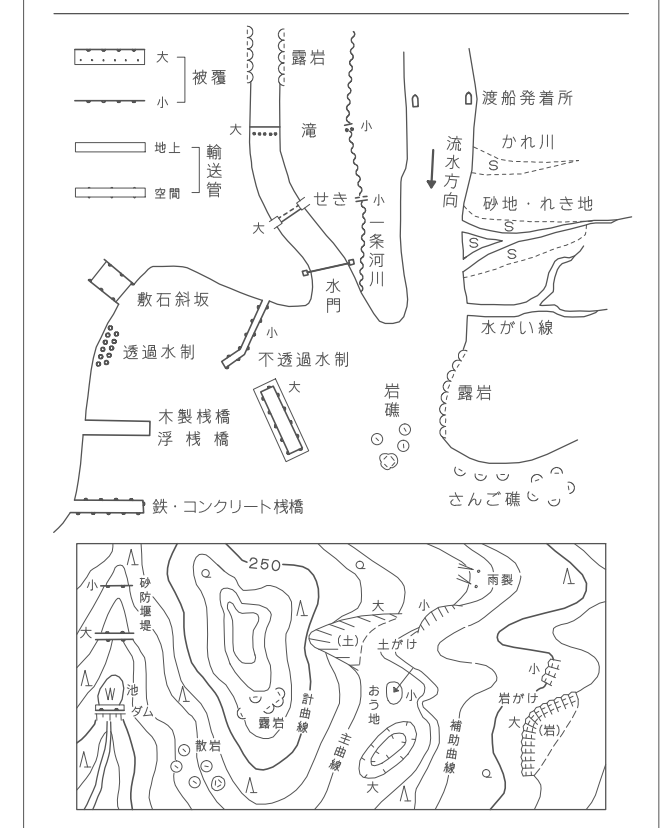 大
被覆
小
地上
輸送管
空間
露岩
大
滝
小
せき
小
大
一条河川
水門
渡船発着所
流水方向
かれ川
S
砂地・れき地
S
S
S
水がい線
敷石斜坂
透過水制
小
不透過水制
大
木製桟橋
浮桟橋
鉄・コンクリート桟橋
岩礁
露岩
さんご礁
小
砂防堰堤
大
W
池
ダム
250
露岩
散岩
計曲線
主曲線
大
小
(土)
土がけ
雨裂
おう地
小
大
補助曲線
小
岩がけ
大
(岩)